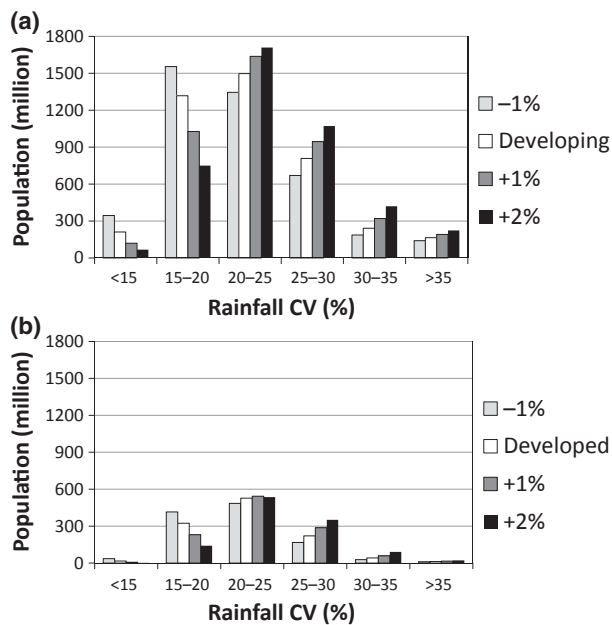 (a)
Population (million)
1800
1500
1200
900
600
300
0
<15 15–20 20–25 25–30 30–35 >35
Rainfall CV (%)
–1%
Developing
+1%
+2%
(b)
Population (million)
1800
1500
1200
900
600
300
0
<15 15–20 20–25 25–30 30–35 >35
Rainfall CV (%)
–1%
Developed
+1%
+2%